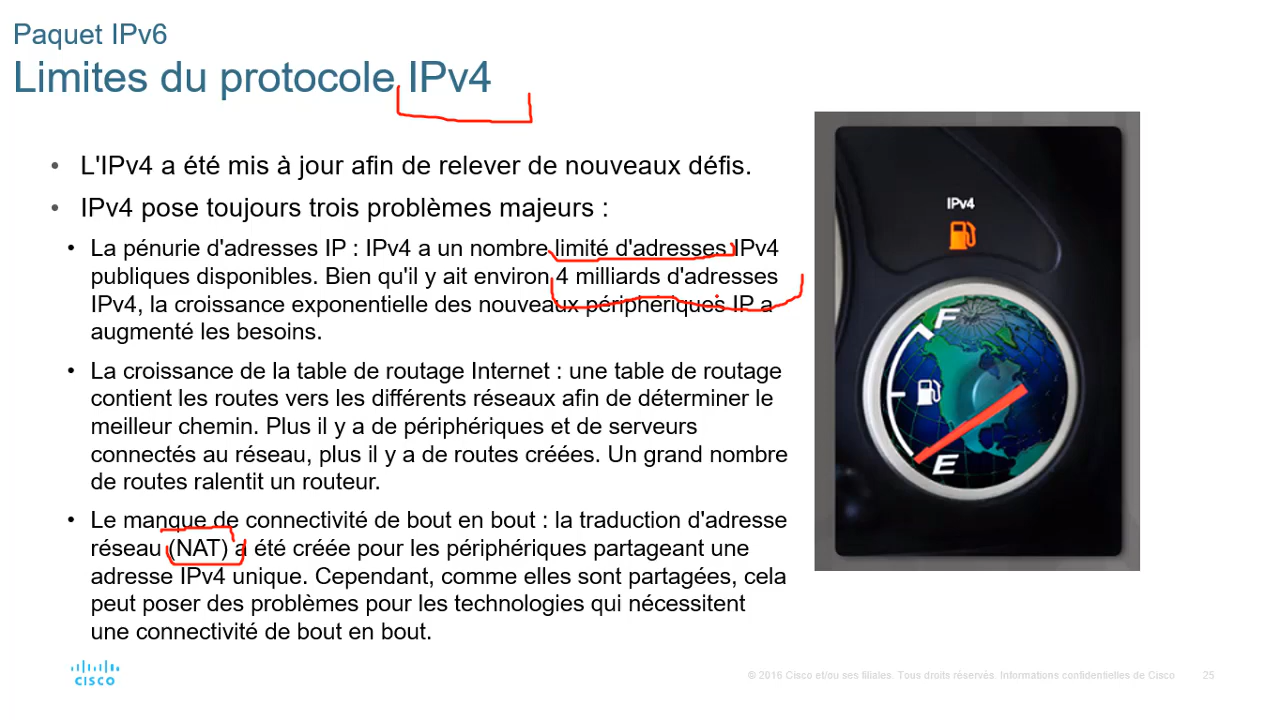 Paquet IPv6
Limites du protocole IPv4
• L'IPv4 a été mis à jour afin de relever de nouveaux défis.
• IPv4 pose toujours trois problèmes majeurs :
• La pénurie d'adresses IP : IPv4 a un nombre limité d'adresses IPv4
publiques disponibles. Bien qu'il y ait environ 4 milliards d'adresses
IPv4, la croissance exponentielle des nouveaux périphériques IP a
augmenté les besoins.
• La croissance de la table de routage Internet : une table de routage
contient les routes vers les différents réseaux afin de déterminer le
meilleur chemin. Plus il y a de périphériques et de serveurs
connectés au réseau, plus il y a de routes créées. Un grand nombre
de routes ralentit un routeur.
• Le manque de connectivité de bout en bout : la traduction d'adresse
réseau (NAT) a été créée pour les périphériques partageant une
adresse IPv4 unique. Cependant, comme elles sont partagées, cela
peut poser des problèmes pour les technologies qui nécessitent
une connectivité de bout en bout.
IPv4
F
E
CISCO
© 2016 Cisco et/ou ses filiales. Tous droits réservés. Informations confidentielles de Cisco
25